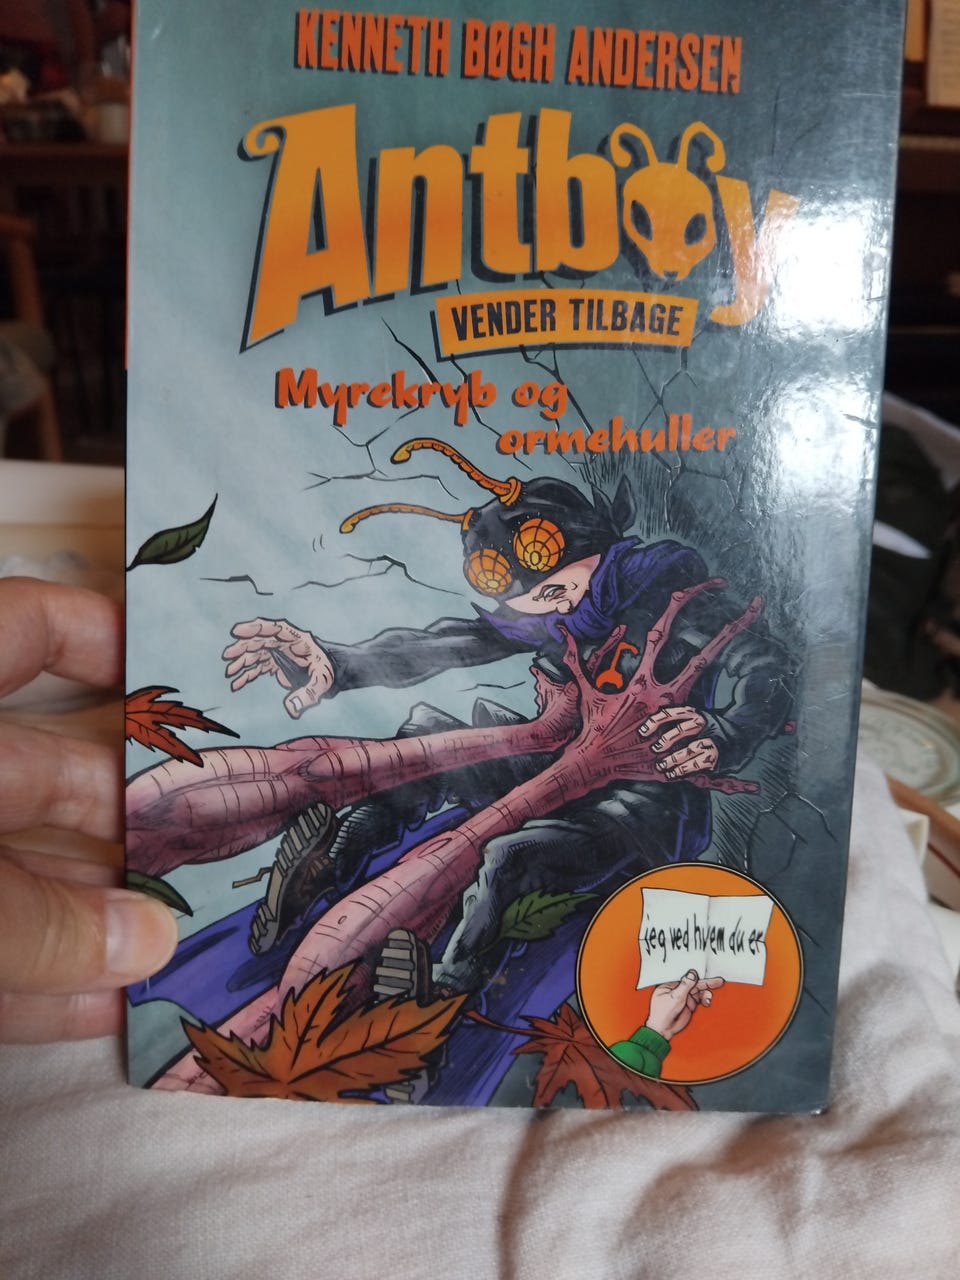 KENNETH BØGH ANDERSEN
Antboy
VENDER TILBAGE
Myrekryb og
ormehuller
jeg ved hvem du er